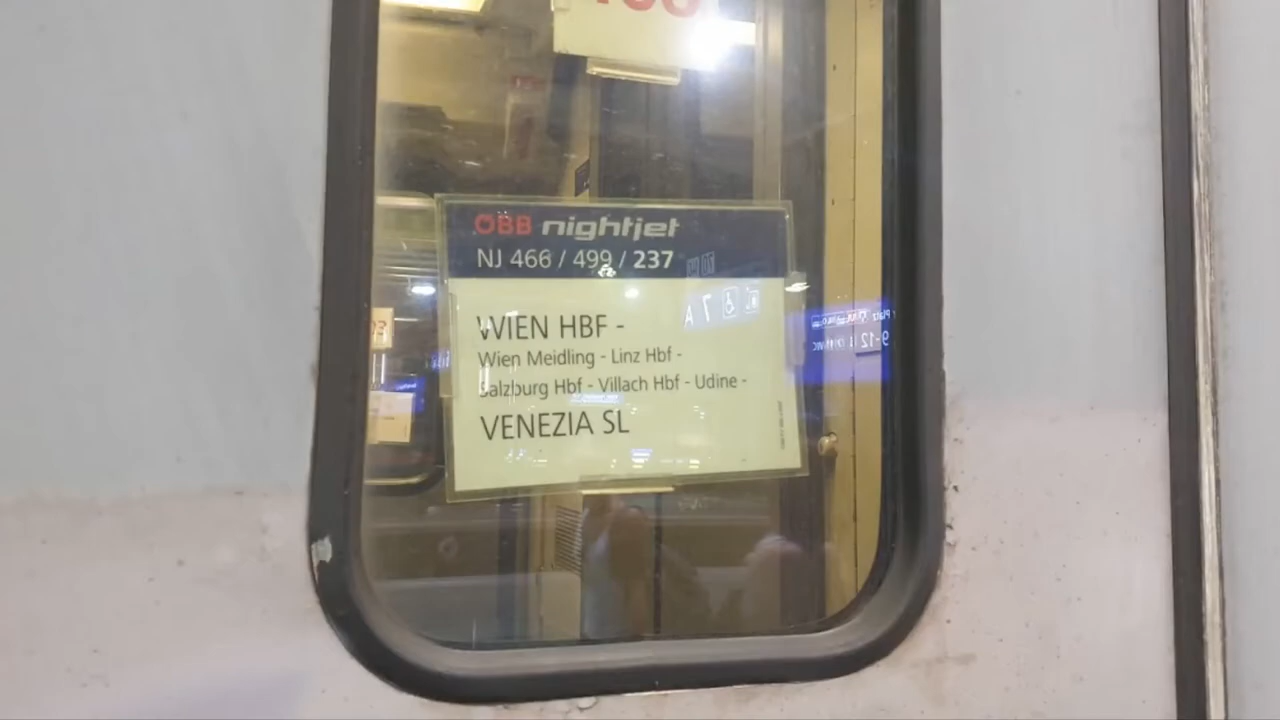 ÖBB nightjet
NJ 466 / 499 / 237
WIEN HBF -
Wien Meidling - Linz Hbf -
Salzburg Hbf - Villach Hbf - Udine -
VENEZIA SL